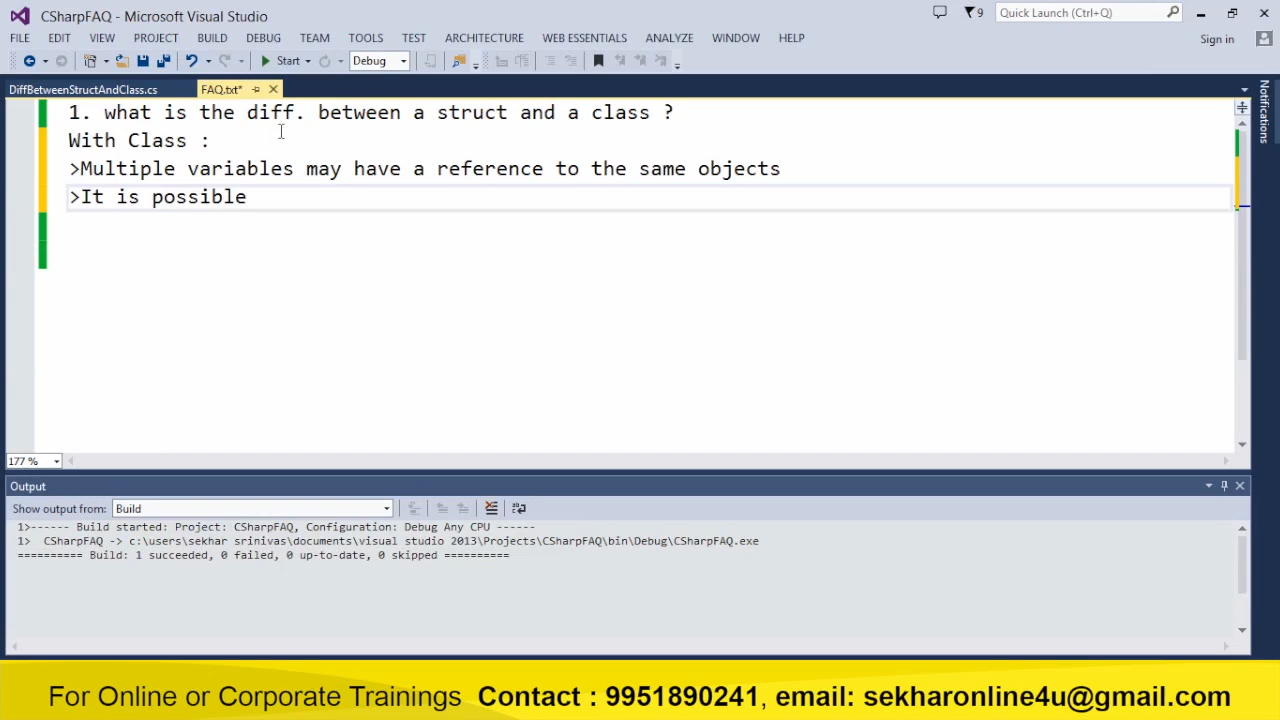 CSharpFAQ - Microsoft Visual Studio
9
Quick Launch (Ctrl+Q)
FILE EDIT VIEW PROJECT BUILD DEBUG TEAM TOOLS TEST ARCHITECTURE WEB ESSENTIALS ANALYZE WINDOW HELP
Sign in
Start Debug
DiffBetweenStructAndClass.cs FAQ.txt*
Notifications
1. what is the diff. between a struct and a class ?
With Class :
>Multiple variables may have a reference to the same objects
>It is possible
177 %
Output
Show output from: Build
1>------ Build started: Project: CSharpFAQ, Configuration: Debug Any CPU ------
1>  CSharpFAQ -> c:\users\sekhar srinivas\documents\visual studio 2013\Projects\CSharpFAQ\bin\Debug\CSharpFAQ.exe
========== Build: 1 succeeded, 0 failed, 0 up-to-date, 0 skipped ==========
For Online or Corporate Trainings Contact : 9951890241, email: sekharonline4u@gmail.com